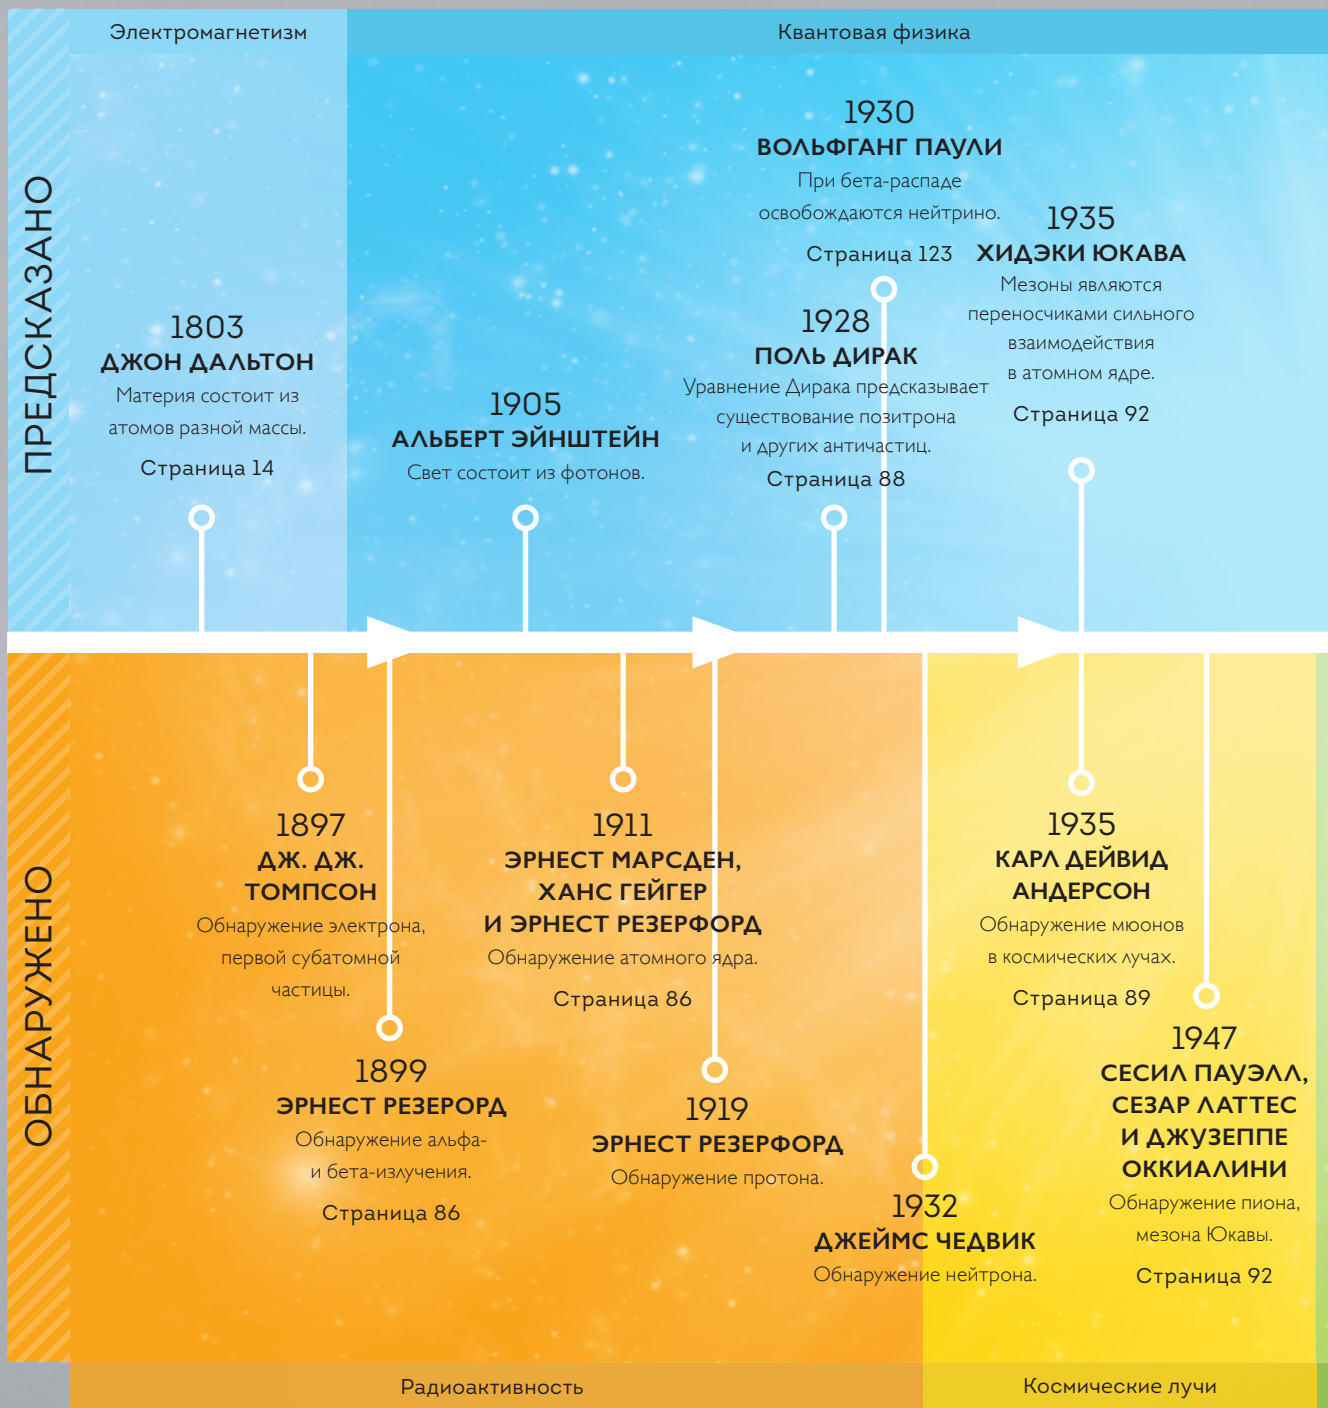 Электромагнетизм
Квантовая физика
ПРЕДСКАЗАНО
1803
ДЖОН ДАЛЬТОН
Материя состоит из
атомов разной массы.
Страница 14
1905
АЛЬБЕРТ ЭЙНШТЕЙН
Свет состоит из фотонов.
1930
ВОЛЬФГАНГ ПАУЛИ
При бета-распаде
освобождаются нейтрино.
Страница 123
1928
ПОЛЬ ДИРАК
Уравнение Дирака предсказывает
существование позитрона
и других античастиц.
Страница 88
1935
ХИДЭКИ ЮКАВА
Мезоны являются
переносчиками сильного
взаимодействия
в атомном ядре.
Страница 92
ОБНАРУЖЕНО
1897
ДЖ. ДЖ.
ТОМПСОН
Обнаружение электрона,
первой субатомной
частицы.
1899
ЭРНЕСТ РЕЗЕРОРД
Обнаружение альфа-
и бета-излучения.
Страница 86
1911
ЭРНЕСТ МАРСДЕН,
ХАНС ГЕЙГЕР
И ЭРНЕСТ РЕЗЕРФОРД
Обнаружение атомного ядра.
Страница 86
1919
ЭРНЕСТ РЕЗЕРФОРД
Обнаружение протона.
1932
ДЖЕЙМС ЧЕДВИК
Обнаружение нейтрона.
1935
КАРЛ ДЕЙВИД
АНДЕРСОН
Обнаружение мюонов
в космических лучах.
Страница 89
1947
СЕСИЛ ПАУЭЛЛ,
СЕЗАР ЛАТТЕС
И ДЖУЗЕППЕ
ОККИАЛИНИ
Обнаружение пиона,
мезона Юкавы.
Страница 92
Радиоактивность
Космические лучи